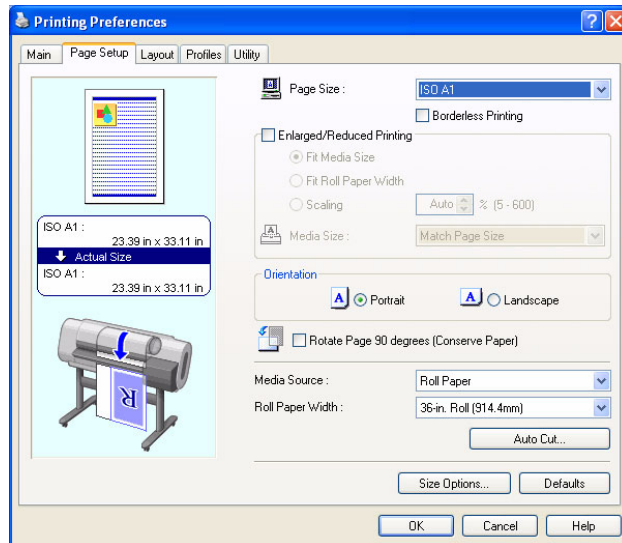 Printing Preferences
Main Page Setup Layout Profiles Utility
Page Size : ISO A1
Borderless Printing
Enlarged/Reduced Printing
Fit Media Size
Fit Roll Paper Width
Scaling Auto % (5 - 600)
Media Size : Match Page Size
ISO A1 :
23.39 in x 33.11 in
Actual Size
ISO A1 :
23.39 in x 33.11 in
Orientation
A Portrait A Landscape
Rotate Page 90 degrees (Conserve Paper)
R
Media Source : Roll Paper
Roll Paper Width : 36-in. Roll (914.4mm)
Auto Cut...
Size Options... Defaults
OK Cancel Help